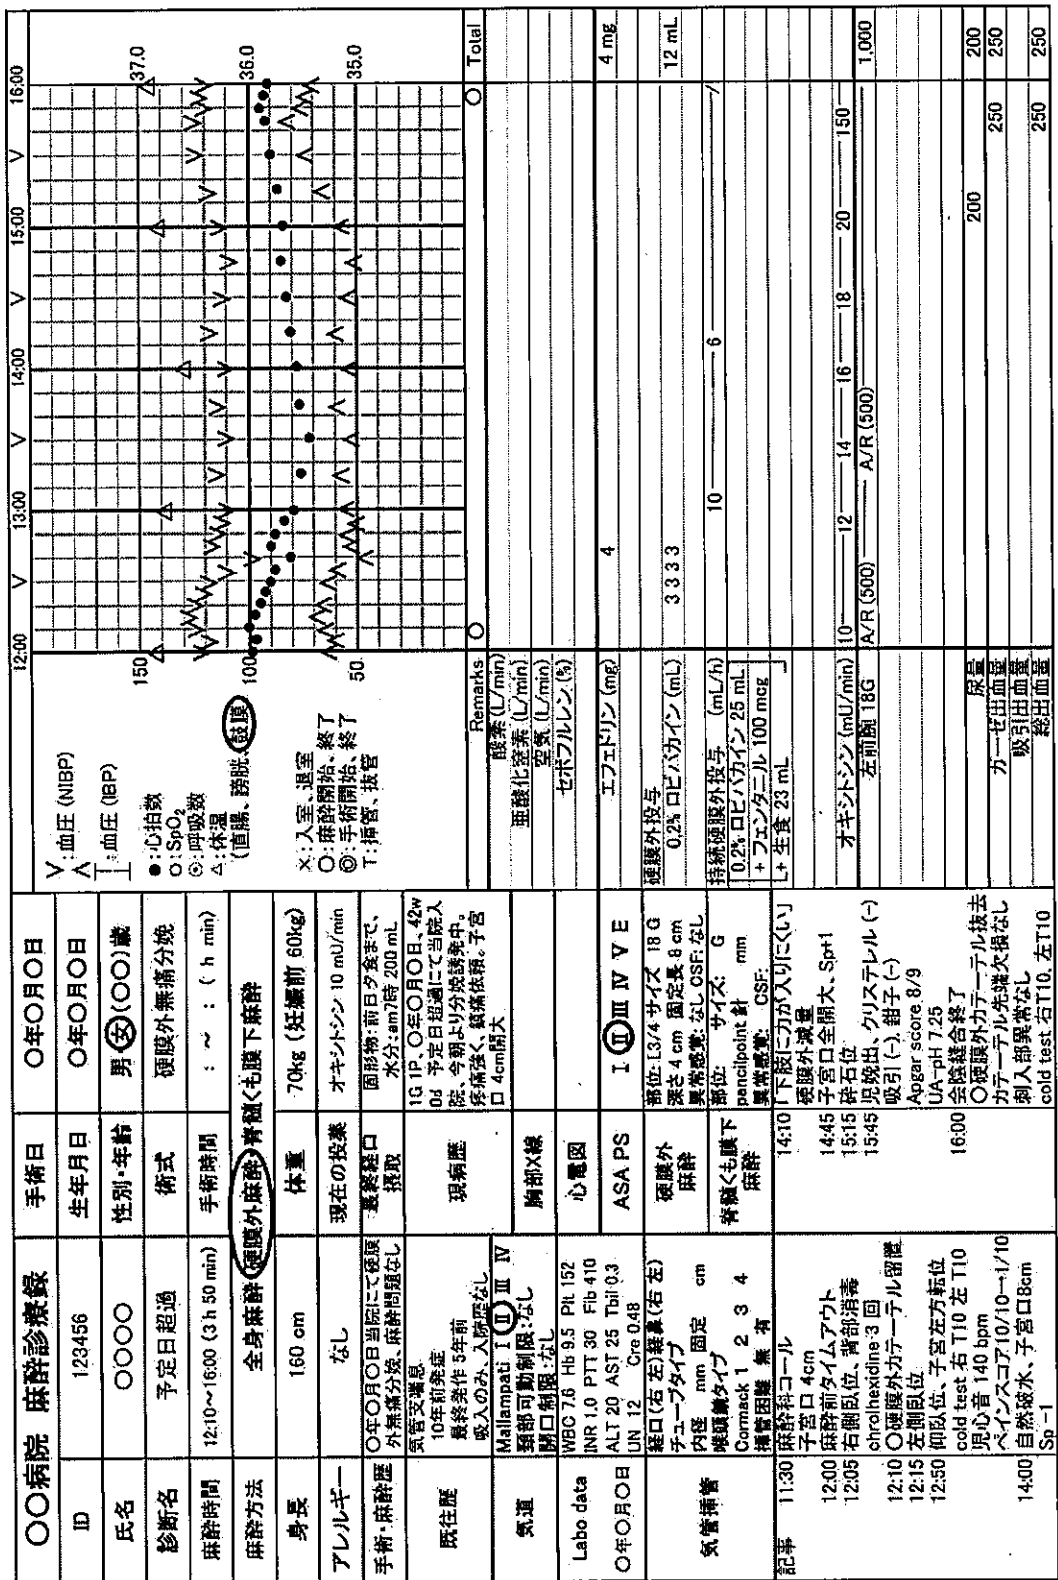 〇〇病院 麻酔診療録
手術日 〇年〇月〇日
ID 123456
生年月日 〇年〇月〇日
氏名 〇〇〇〇
性別・年齢 男 女 (〇〇)歳
診断名 予定日超過
術式 硬膜外無痛分娩
麻酔時間 12:10~16:00 (3 h 50 min)
手術時間 : ~ : ( h min)
麻酔方法 全身麻酔 硬膜外麻酔 脊髄くも膜下麻酔
身長 160 cm
体重 70kg (妊娠前 60kg)
アレルギー なし
現在の投薬 オキシトシン 10 mU/min
手術・麻酔歴 〇年〇月〇日当院にて硬膜
外無痛分娩、麻酔問題なし
最終経口
摂取
固形物:前日夕食まで、
水分:am7時 200 mL
既往歴
気管支喘息
10年前発症
最終発作 5年前
吸入のみ、入院歴なし
現病歴
1G 1P、〇年〇月〇日、42w
0d 予定日超過にて当院入
院、今朝より分娩誘発中。
疼痛強く、鎮痛依頼。子宮
口 4cm開大
気道
Mallampati I II III IV
頸部可動制限:なし
開口制限:なし
胸部X線
Labo data
〇年〇月〇日
WBC 7.6 Hb 9.5 Plt 152
INR 1.0 PTT 30 Fib 410
ALT 20 AST 25 Tbil 0.3
UN 12 Cre 0.48
心電図
ASA PS I II III IV V E
気管挿管
経口(右 左)経鼻(右 左)
チューブタイプ
内径 mm 固定 cm
喉頭鏡タイプ
Cormack 1 2 3 4
挿管困難 無 有
硬膜外
麻酔
部位: L3/4 サイズ 18 G
深さ 4 cm 固定長 8 cm
異常感覚: なし CSF: なし
脊髄くも膜下
麻酔
部位: サイズ: G
pencilpoint 針 mm
異常感覚: CSF:
記事
11:30 麻酔科コール
子宮口 4cm
12:00 麻酔前タイムアウト
12:05 右側臥位、背部消毒
chrolhexidine 3 回
12:10 〇硬膜外カテーテル留置
12:15 左側臥位
12:50 仰臥位、子宮左方転位
cold test 右 T10 左 T10
児心音 140 bpm
ペインスコア10/10→1/10
14:00 自然破水、子宮口8cm
Sp -1
14:10 「下肢に力が入りにくい」
硬膜外減量
14:45 子宮口全開大、Sp+1
15:15 砕石位
15:45 児娩出、クリステレル (-)
吸引 (-)、鉗子 (-)
Apgar score 8/9
UA-pH 7.25
16:00 会陰縫合終了
〇硬膜外カテーテル抜去
カテーテル先端欠損なし
刺入部異常なし
cold test 右T10、左T10
12:00 V 13:00 V 14:00 V 15:00 V 16:00
∨
∧ :血圧 (NIBP)
:血圧 (IBP)
●:心拍数
〇:SpO₂
◎:呼吸数
△:体温
(直腸、膀胱、鼓膜)
×:入室、退室
〇:麻酔開始、終了
◎:手術開始、終了
T:挿管、抜管
150
100
50
37.0
36.0
35.0
Remarks 〇 〇 Total
酸素 (L/min)
亜酸化窒素 (L/min)
空気 (L/min)
セボフルレン (%)
エフェドリン (mg) 4 4 mg
硬膜外投与
0.2% ロピバカイン (mL) 3 3 3 3 12 mL
持続硬膜外投与 (mL/h) 10 6
0.2% ロピバカイン 25 mL
+ フェンタニール 100 mcg
+ 生食 23 mL
オキシトシン (mU/min) 10 12 14 16 18 20 150
左前腕 18G A/R (500) A/R (500) 1,000
尿量 200 200
ガーゼ出血量 250 250
吸引出血量
総出血量 250 250